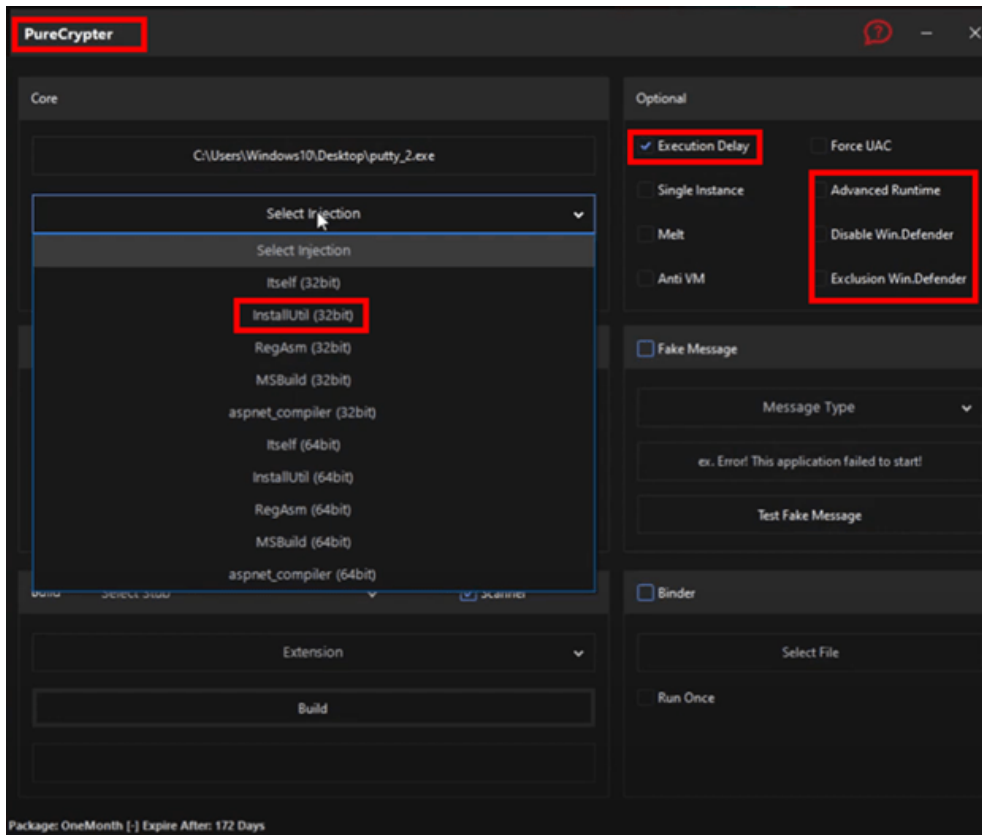 PureCrypter
Core
C:\Users\Windows10\Desktop\putty_2.exe
Select Injection
Select Injection
Itself (32bit)
InstallUtil (32bit)
RegAsm (32bit)
MSBuild (32bit)
aspnet_compiler (32bit)
Itself (64bit)
InstallUtil (64bit)
RegAsm (64bit)
MSBuild (64bit)
aspnet_compiler (64bit)
Build Select Stub Scanner
Extension
Build
Optional
Execution Delay Force UAC
Single Instance Advanced Runtime
Melt Disable Win.Defender
Anti VM Exclusion Win.Defender
Fake Message
Message Type
ex. Error! This application failed to start!
Test Fake Message
Binder
Select File
Run Once
Package: OneMonth [-] Expire After: 172 Days